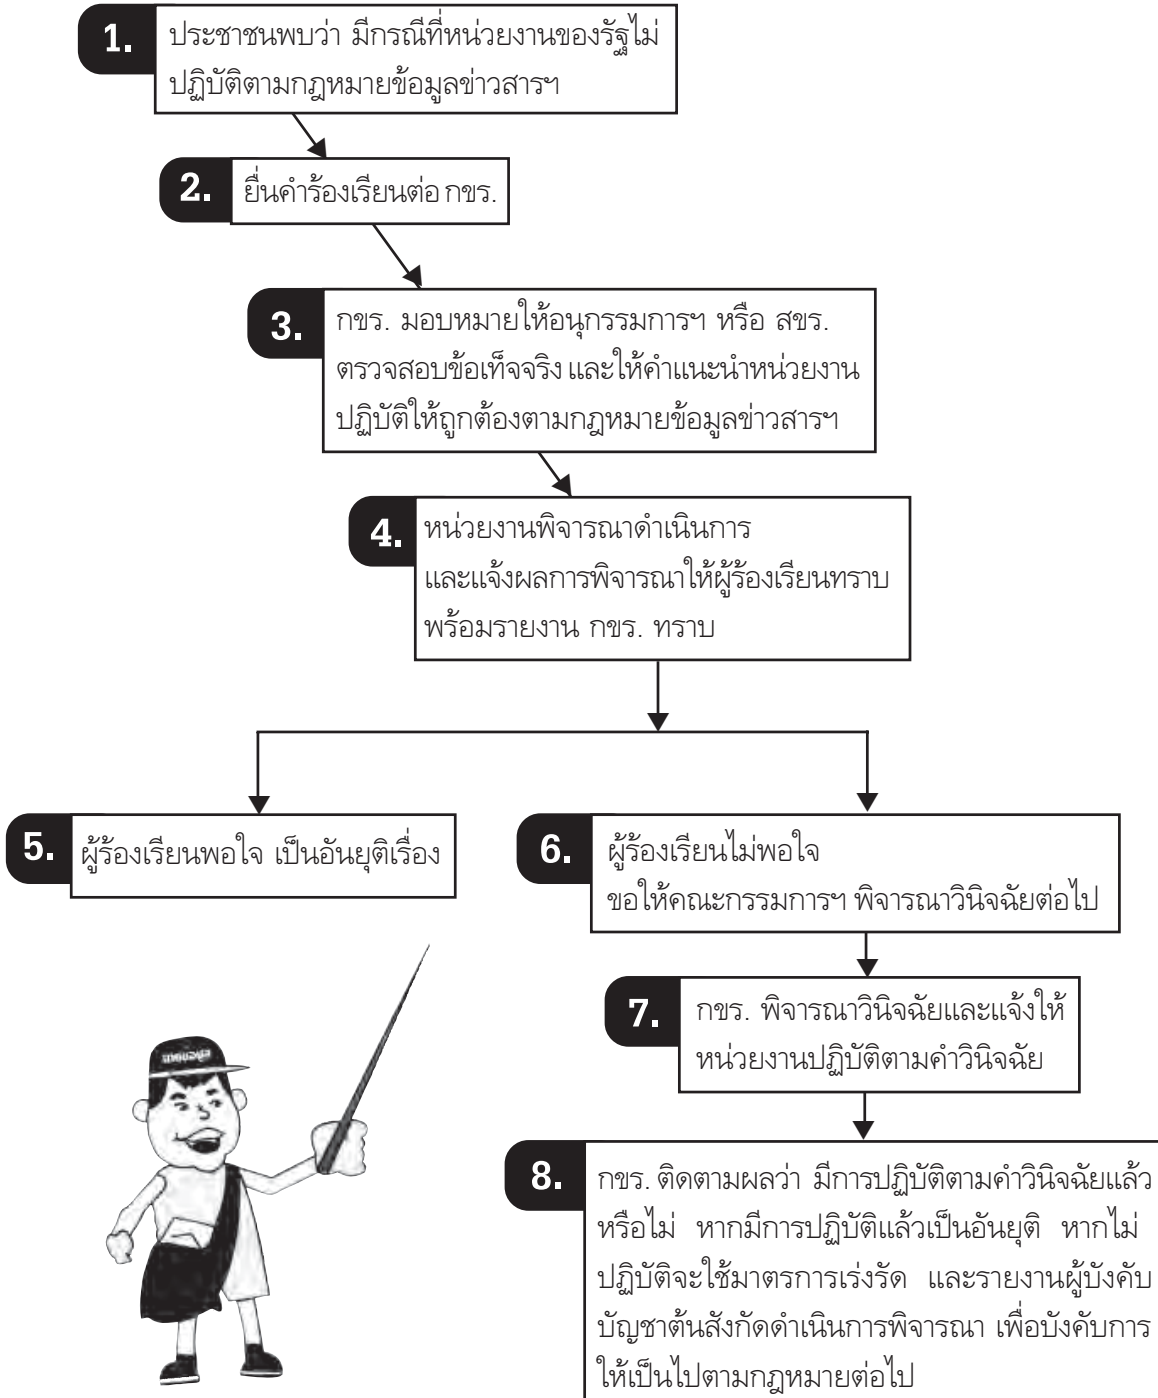 1. ประชาชนพบว่า มีกรณีที่หน่วยงานของรัฐไม่
ปฏิบัติตามกฎหมายข้อมูลข่าวสารฯ
2. ยื่นคำร้องเรียนต่อ กขร.
3. กขร. มอบหมายให้อนุกรรมการฯ หรือ สขร.
ตรวจสอบข้อเท็จจริง และให้คำแนะนำหน่วยงาน
ปฏิบัติให้ถูกต้องตามกฎหมายข้อมูลข่าวสารฯ
4. หน่วยงานพิจารณาดำเนินการ
และแจ้งผลการพิจารณาให้ผู้ร้องเรียนทราบ
พร้อมรายงาน กขร. ทราบ
5. ผู้ร้องเรียนพอใจ เป็นอันยุติเรื่อง
6. ผู้ร้องเรียนไม่พอใจ
ขอให้คณะกรรมการฯ พิจารณาวินิจฉัยต่อไป
7. กขร. พิจารณาวินิจฉัยและแจ้งให้
หน่วยงานปฏิบัติตามคำวินิจฉัย
8. กขร. ติดตามผลว่า มีการปฏิบัติตามคำวินิจฉัยแล้ว
หรือไม่ หากมีการปฏิบัติแล้วเป็นอันยุติ หากไม่
ปฏิบัติจะใช้มาตรการเร่งรัด และรายงานผู้บังคับ
บัญชาต้นสังกัดดำเนินการพิจารณา เพื่อบังคับการ
ให้เป็นไปตามกฎหมายต่อไป